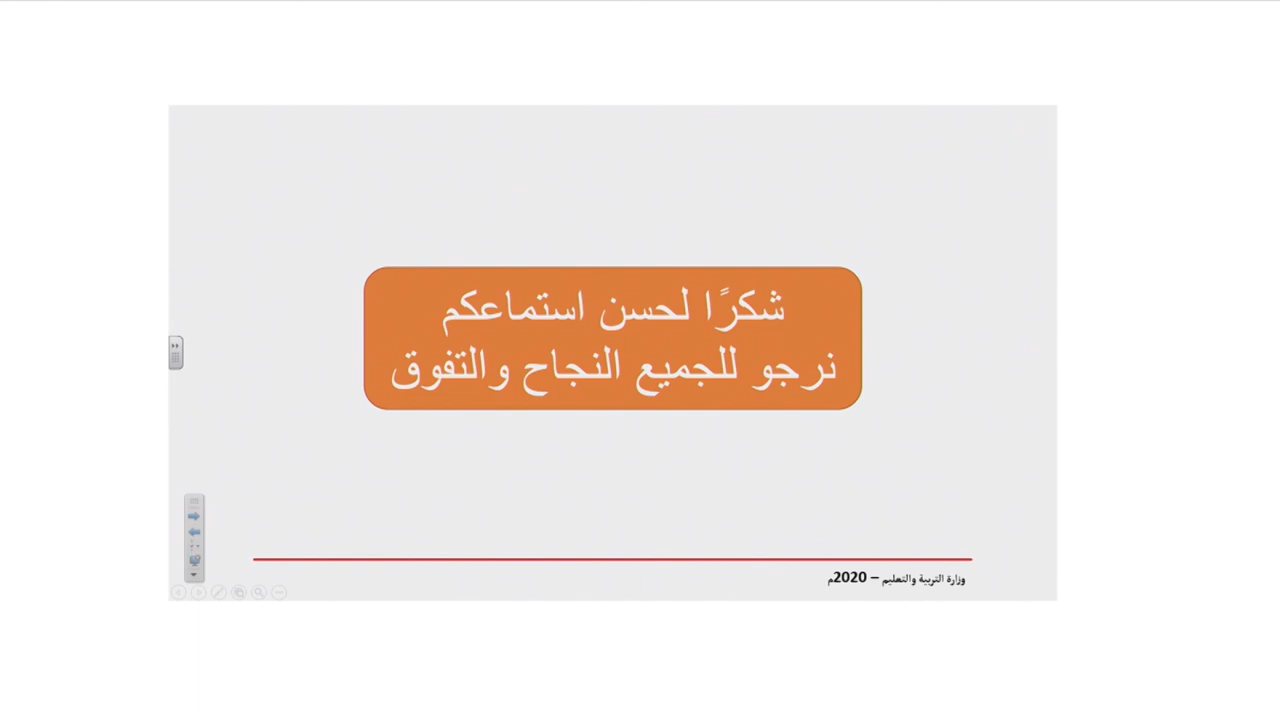 شكرًا لحسن استماعكم
نرجو للجميع النجاح والتفوق
وزارة التربية والتعليم – 2020م